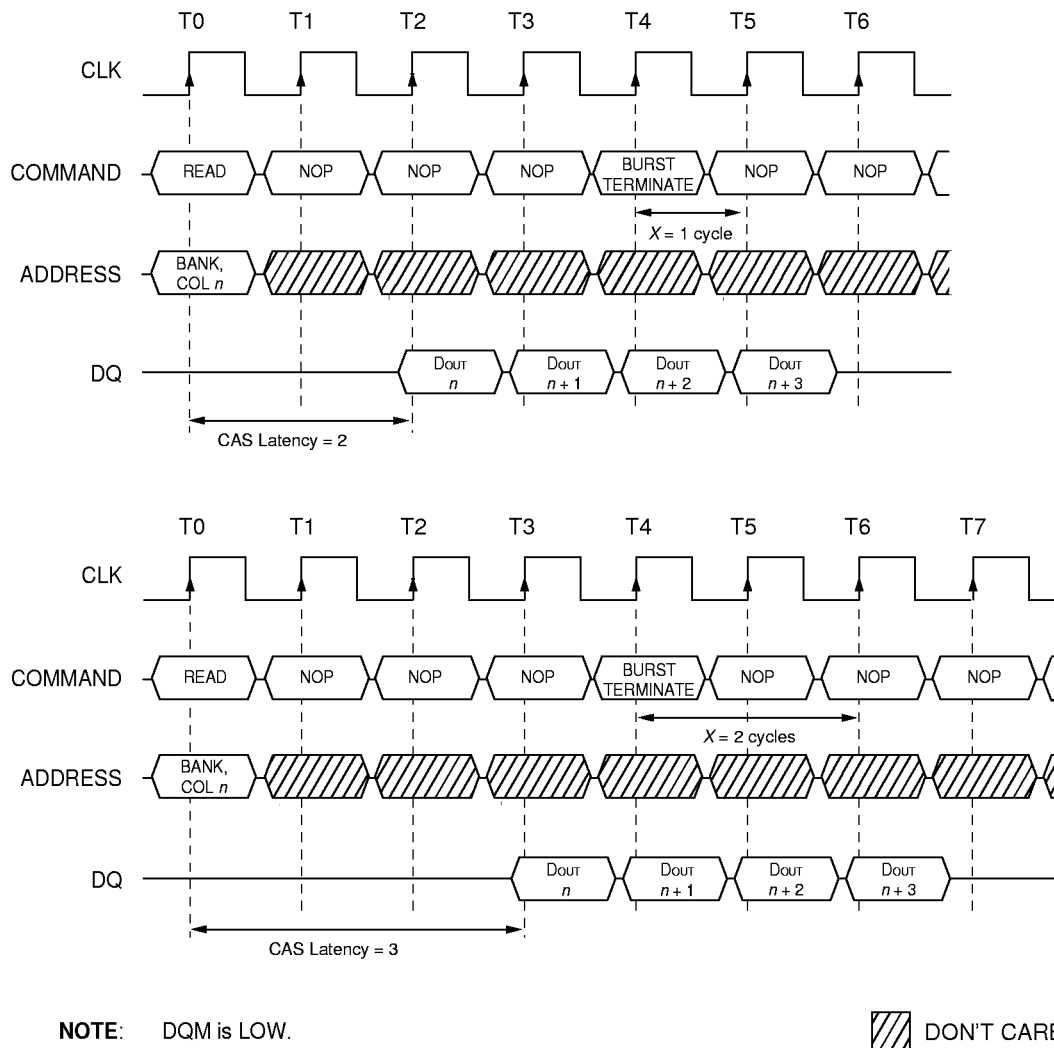 T0 T1 T2 T3 T4 T5 T6
CLK
COMMAND READ NOP NOP NOP BURST TERMINATE NOP NOP
X = 1 cycle
ADDRESS BANK, COL n
DQ DOUT n DOUT n + 1 DOUT n + 2 DOUT n + 3
CAS Latency = 2
T0 T1 T2 T3 T4 T5 T6 T7
CLK
COMMAND READ NOP NOP NOP BURST TERMINATE NOP NOP NOP
X = 2 cycles
ADDRESS BANK, COL n
DQ DOUT n DOUT n + 1 DOUT n + 2 DOUT n + 3
CAS Latency = 3
NOTE: DQM is LOW.
DON'T CARE